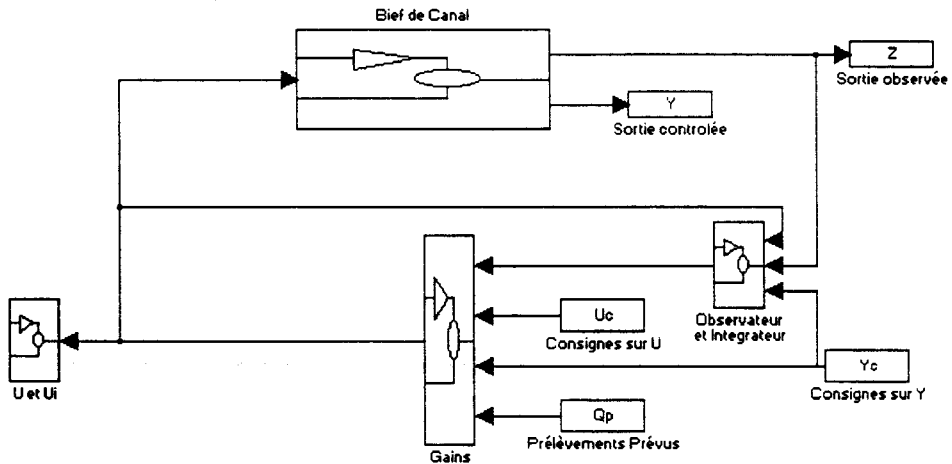 Bief de Canal
Z
Sortie observée
Y
Sortie controlée
Observateur
et Integrateur
Uc
Consignes sur U
Yc
Consignes sur Y
U et Ui
Qp
Prélèvements Prévus
Gains